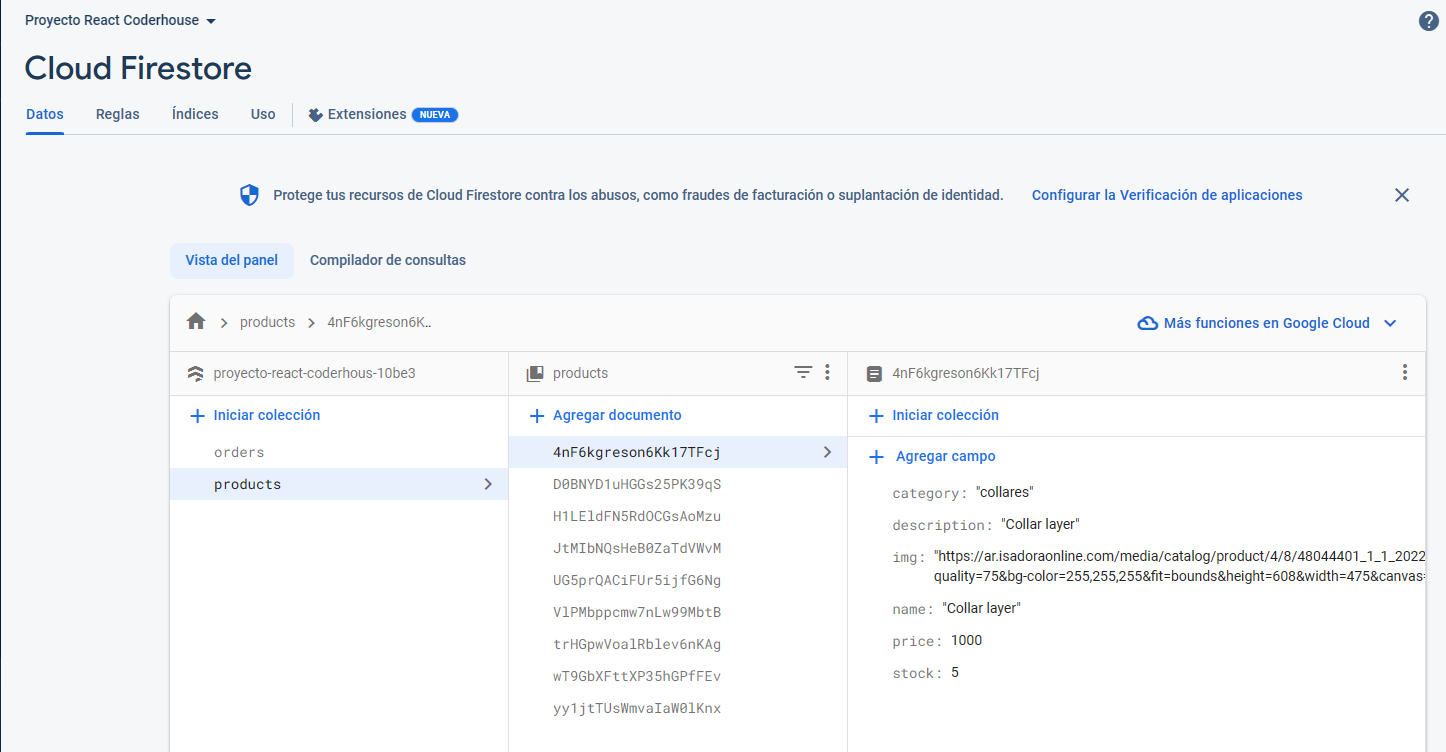 Proyecto React Coderhouse
Cloud Firestore
Datos Reglas Índices Uso Extensiones NUEVA
Protege tus recursos de Cloud Firestore contra los abusos, como fraudes de facturación o suplantación de identidad. Configurar la Verificación de aplicaciones
Vista del panel Compilador de consultas
products 4nF6kgreson6K.. Más funciones en Google Cloud
proyecto-react-coderhous-10be3
Iniciar colección
orders
products
products
Agregar documento
4nF6kgreson6Kk17TFcj
D0BNYD1uHGGs25PK39qS
H1LEldFN5RdOCGsAoMzu
JtMIbNQsHeB0ZaTdVWvM
UG5prQACiFUr5ijfG6Ng
VlPMbppcmw7nLw99MbtB
trHGpwVoalRblev6nKAg
wT9GbXFttXP35hGPfFEv
yy1jtTUsWmvaIaW0lKnx
4nF6kgreson6Kk17TFcj
Iniciar colección
Agregar campo
category: "collares"
description: "Collar layer"
img: "https://ar.isadoraonline.com/media/catalog/product/4/8/48044401_1_1_2022
quality=75&bg-color=255,255,255&fit=bounds&height=608&width=475&canvas=
name: "Collar layer"
price: 1000
stock: 5